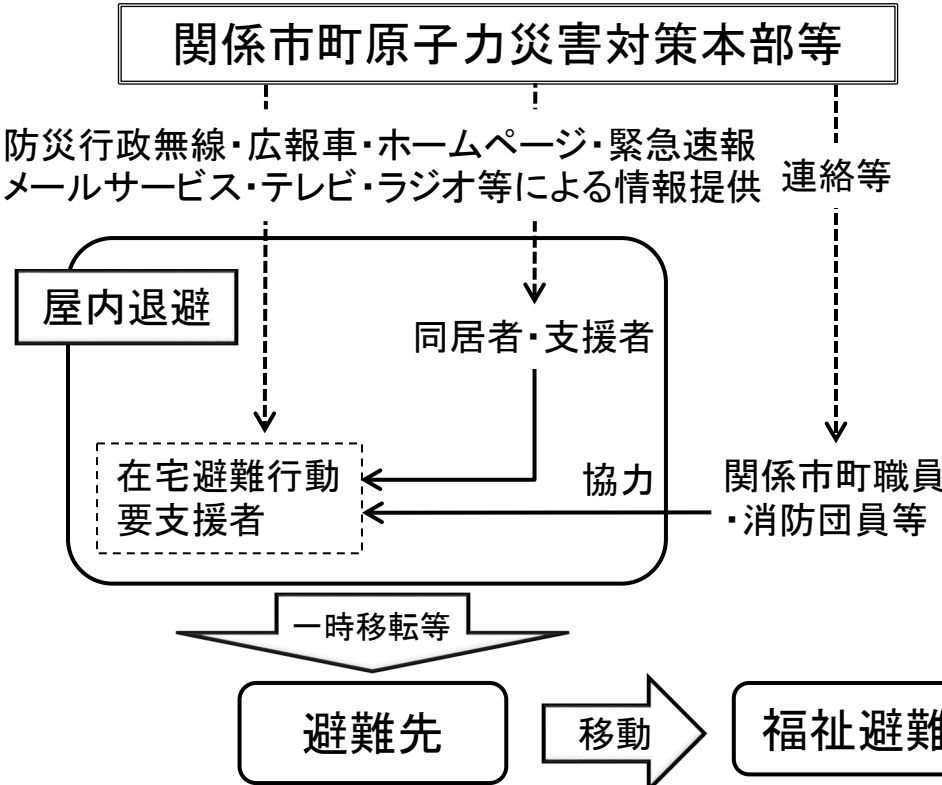 関係市町原子力災害対策本部等
防災行政無線・広報車・ホームページ・緊急速報
メールサービス・テレビ・ラジオ等による情報提供
連絡等
屋内退避
同居者・支援者
在宅避難行動
要支援者
協力
関係市町職員
・消防団員等
一時移転等
避難先
移動
福祉避難